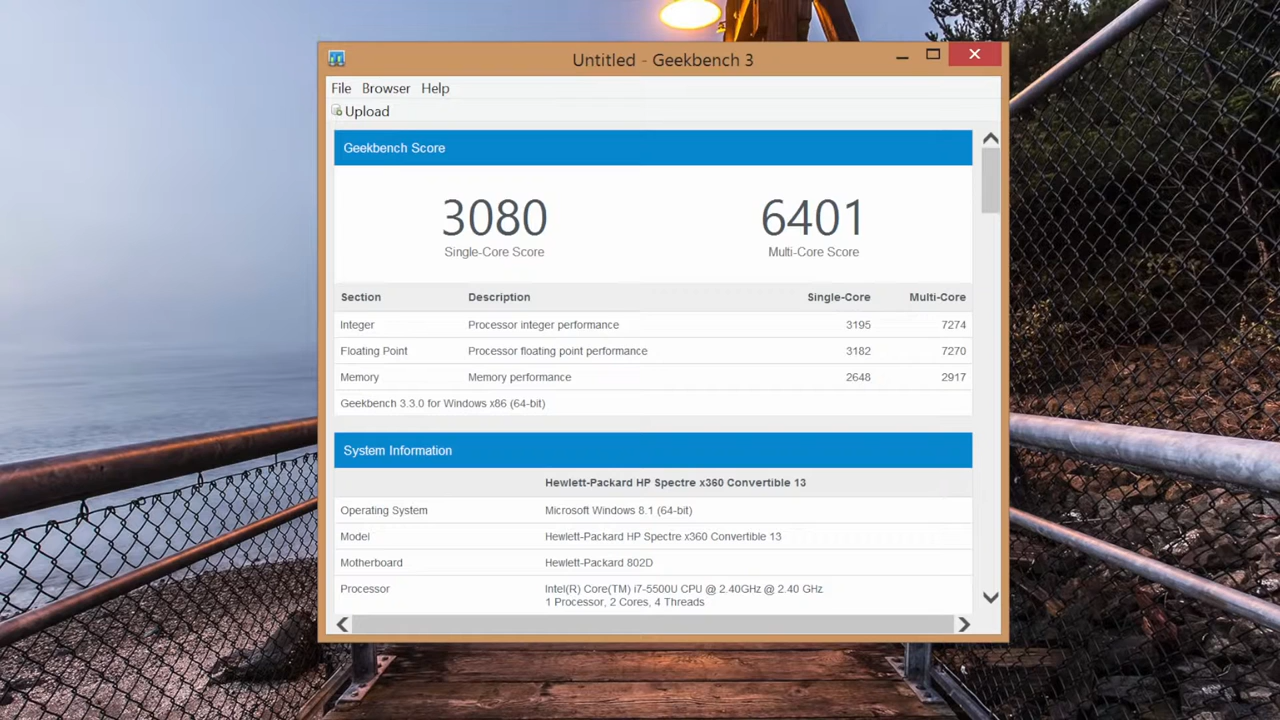 Untitled - Geekbench 3
File Browser Help
Upload
Geekbench Score
3080 6401
Single-Core Score Multi-Core Score
Section Description Single-Core Multi-Core
Integer Processor integer performance 3195 7274
Floating Point Processor floating point performance 3182 7270
Memory Memory performance 2648 2917
Geekbench 3.3.0 for Windows x86 (64-bit)
System Information
Hewlett-Packard HP Spectre x360 Convertible 13
Operating System Microsoft Windows 8.1 (64-bit)
Model Hewlett-Packard HP Spectre x360 Convertible 13
Motherboard Hewlett-Packard 802D
Processor Intel(R) Core(TM) i7-5500U CPU @ 2.40GHz @ 2.40 GHz
1 Processor, 2 Cores, 4 Threads